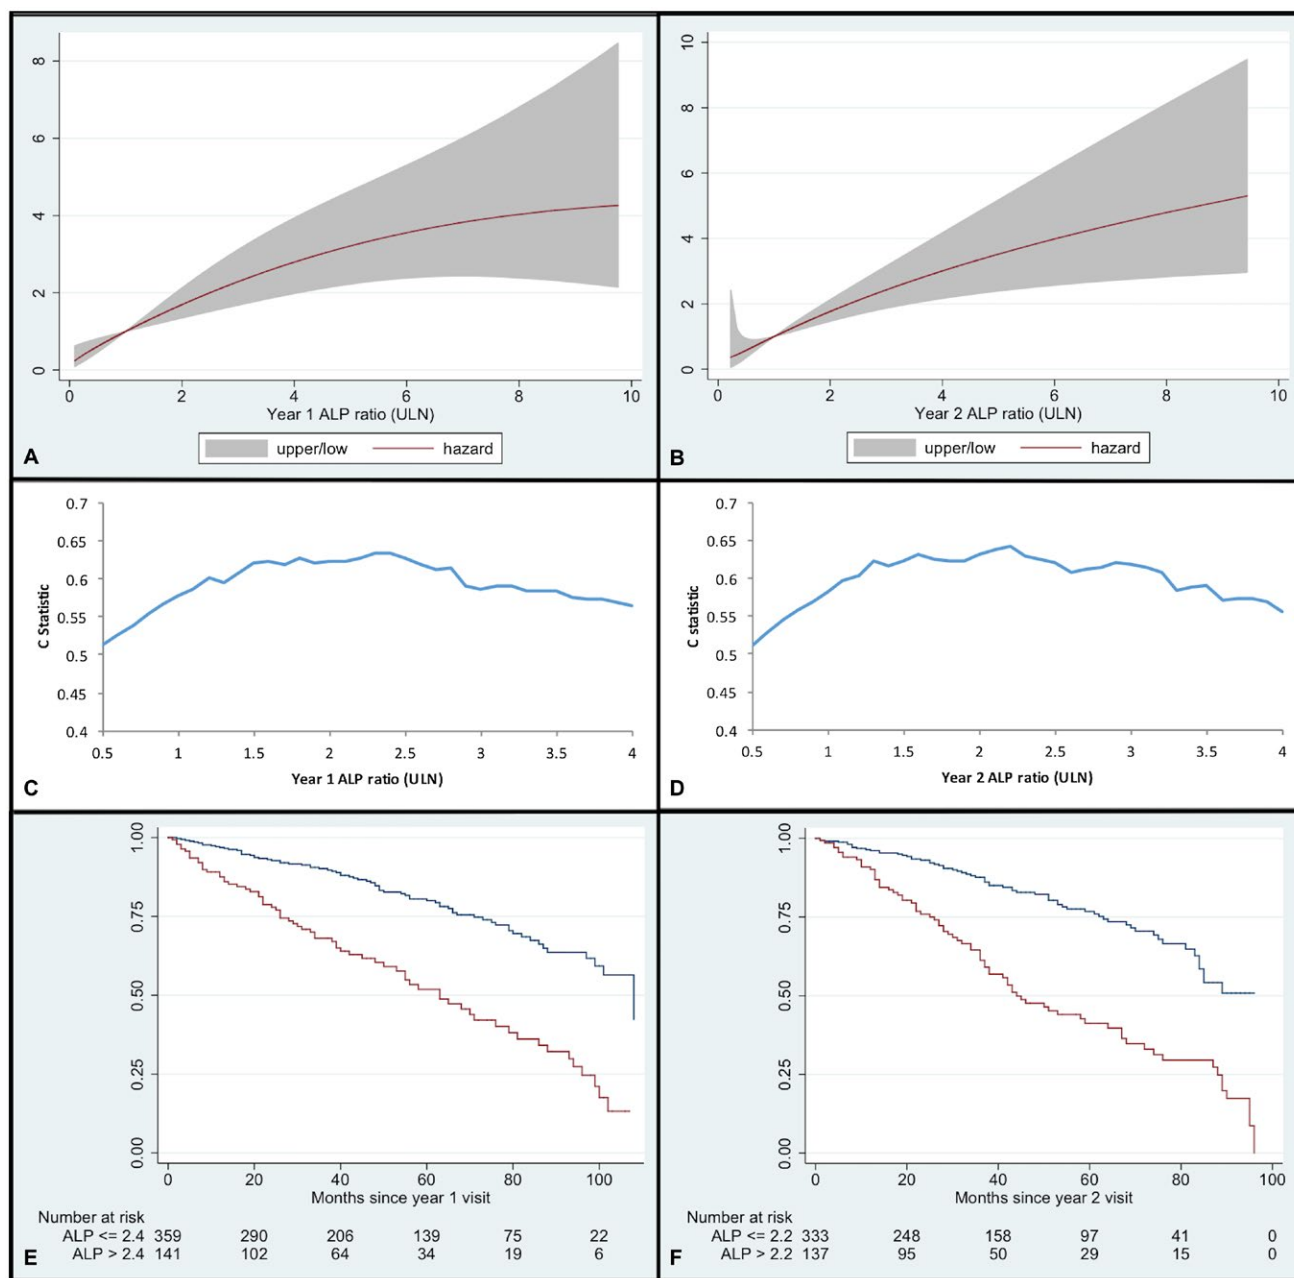 8
6
4
2
0
0 2 4 6 8 10
Year 1 ALP ratio (ULN)
upper/low hazard
A
10
8
6
4
2
0
0 2 4 6 8 10
Year 2 ALP ratio (ULN)
upper/low hazard
B
0.7
0.65
0.6
0.55
0.5
0.45
0.4
C Statistic
0.5 1 1.5 2 2.5 3 3.5 4
Year 1 ALP ratio (ULN)
C
0.7
0.65
0.6
0.55
0.5
0.45
0.4
C statistic
0.5 1 1.5 2 2.5 3 3.5 4
Year 2 ALP ratio (ULN)
D
1.00
0.75
0.50
0.25
0.00
0 20 40 60 80 100
Months since year 1 visit
Number at risk
ALP <= 2.4 359 290 206 139 75 22
ALP > 2.4 141 102 64 34 19 6
E
1.00
0.75
0.50
0.25
0.00
0 20 40 60 80 100
Months since year 2 visit
Number at risk
ALP <= 2.2 333 248 158 97 41 0
ALP > 2.2 137 95 50 29 15 0
F